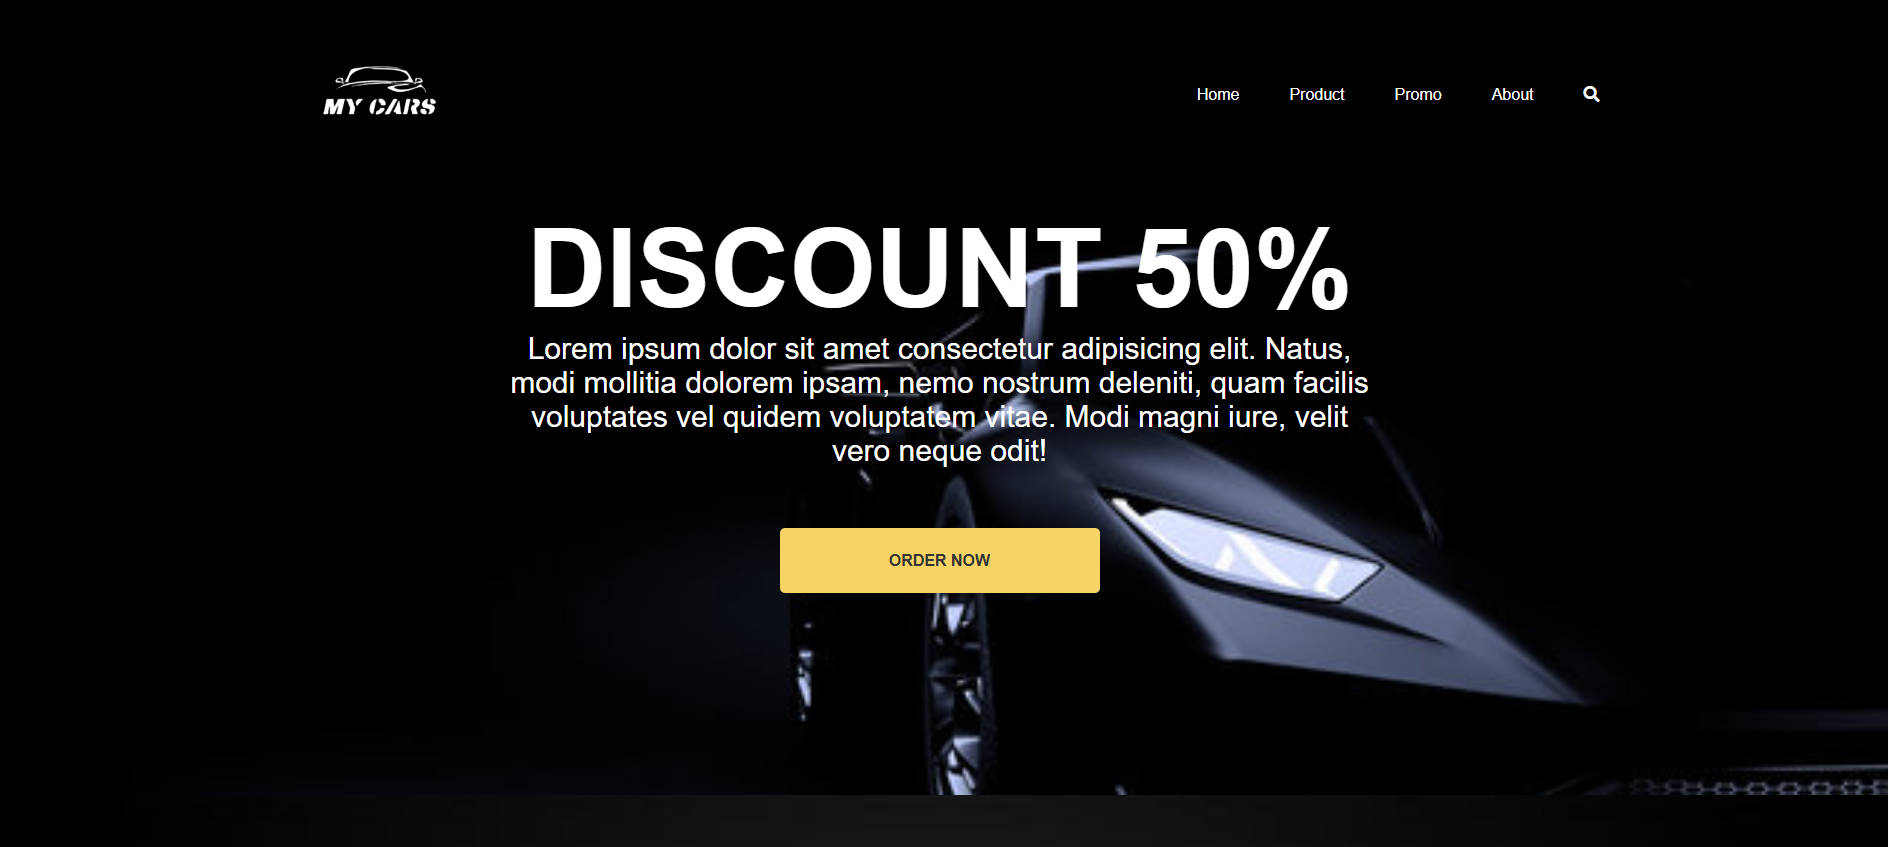 MY CARS
Home Product Promo About
DISCOUNT 50%
Lorem ipsum dolor sit amet consectetur adipisicing elit. Natus,
modi mollitia dolorem ipsam, nemo nostrum deleniti, quam facilis
voluptates vel quidem voluptatem vitae. Modi magni iure, velit
vero neque odit!
ORDER NOW